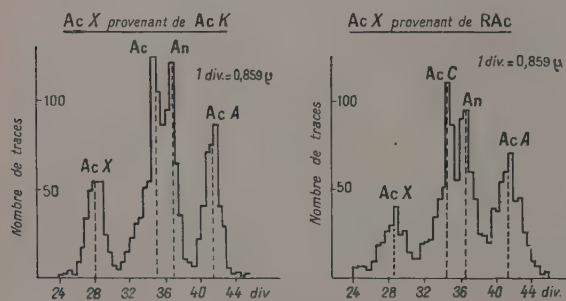 Ac X provenant de Ac K
Ac An
1 div. = 0,859 µ
100
Ac A
Ac X
50
Nombre de traces
24 28 32 36 40 44 div.
Ac X provenant de RAc
1 div. = 0,859 µ
Ac C
An
100
Ac A
Ac X
50
Nombre de traces
24 28 32 36 40 44 div.